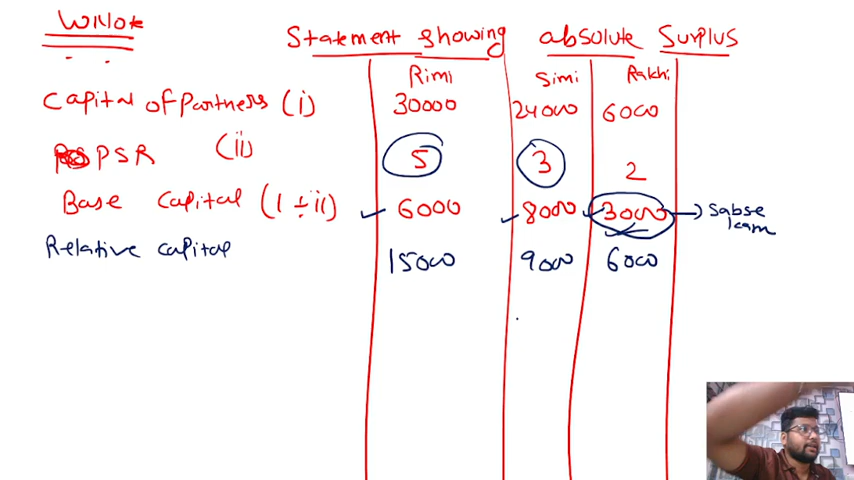 W.Note
Statement showing absolute Surplus
Rimi Simi Rakhi
Capital of Partners (i) 30000 24000 6000
PSR (ii) 5 3 2
Base Capital (I ÷ ii) 6000 8000 3000 Sabse kam
Relative capital 15000 9000 6000